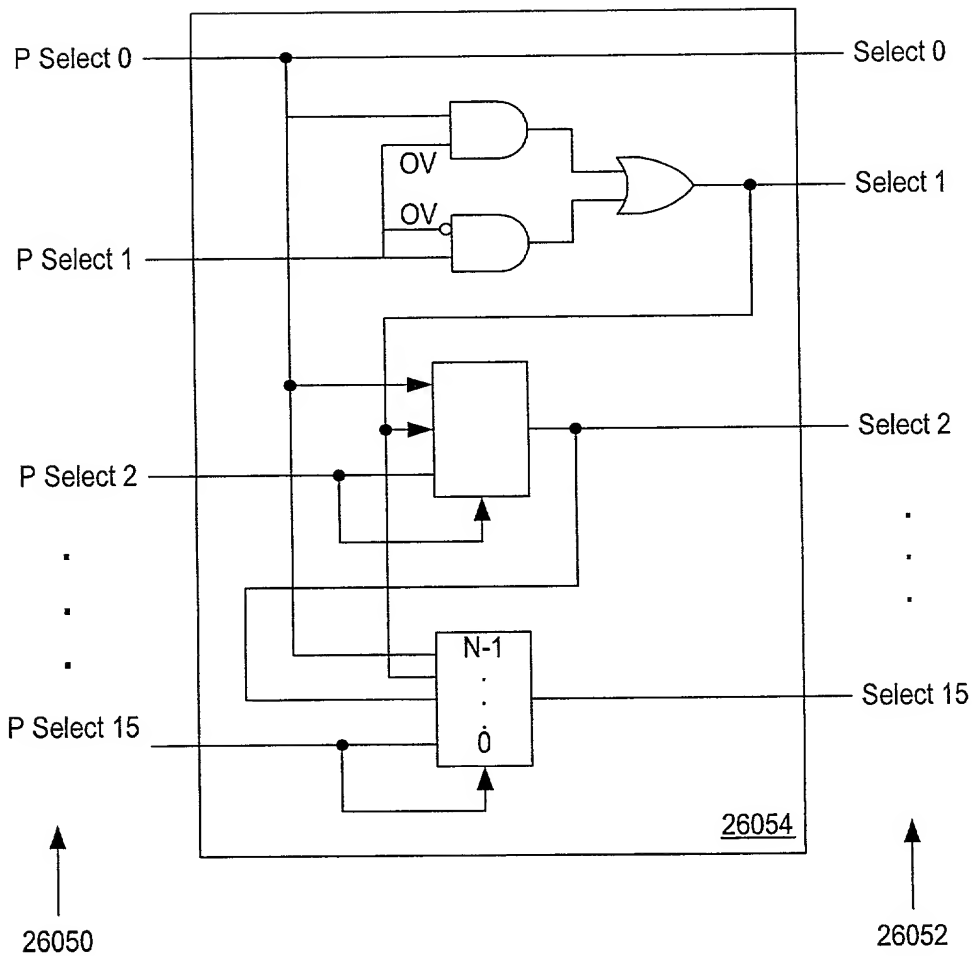 P Select 0
Select 0
OV
Select 1
OV
P Select 1
Select 2
P Select 2
N-1
Select 15
P Select 15
0
26054
26050
26052